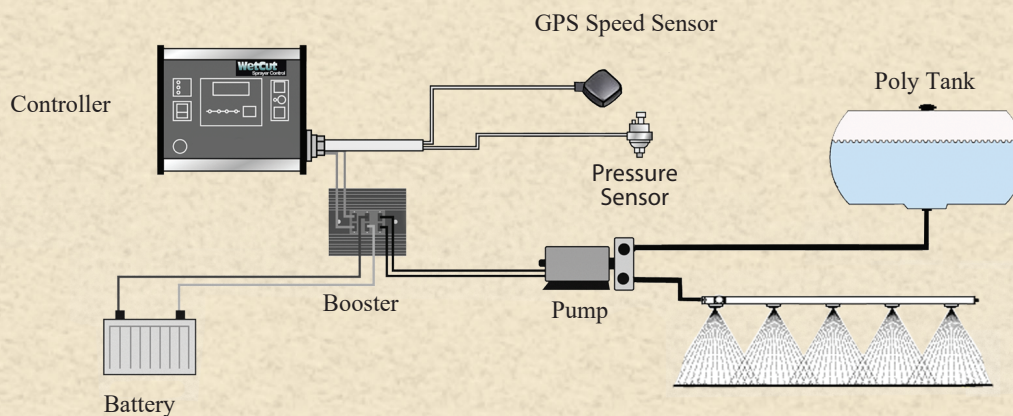 GPS Speed Sensor
Controller
WetCut
Sprayer Control
Poly Tank
Pressure
Sensor
Booster
Pump
Battery